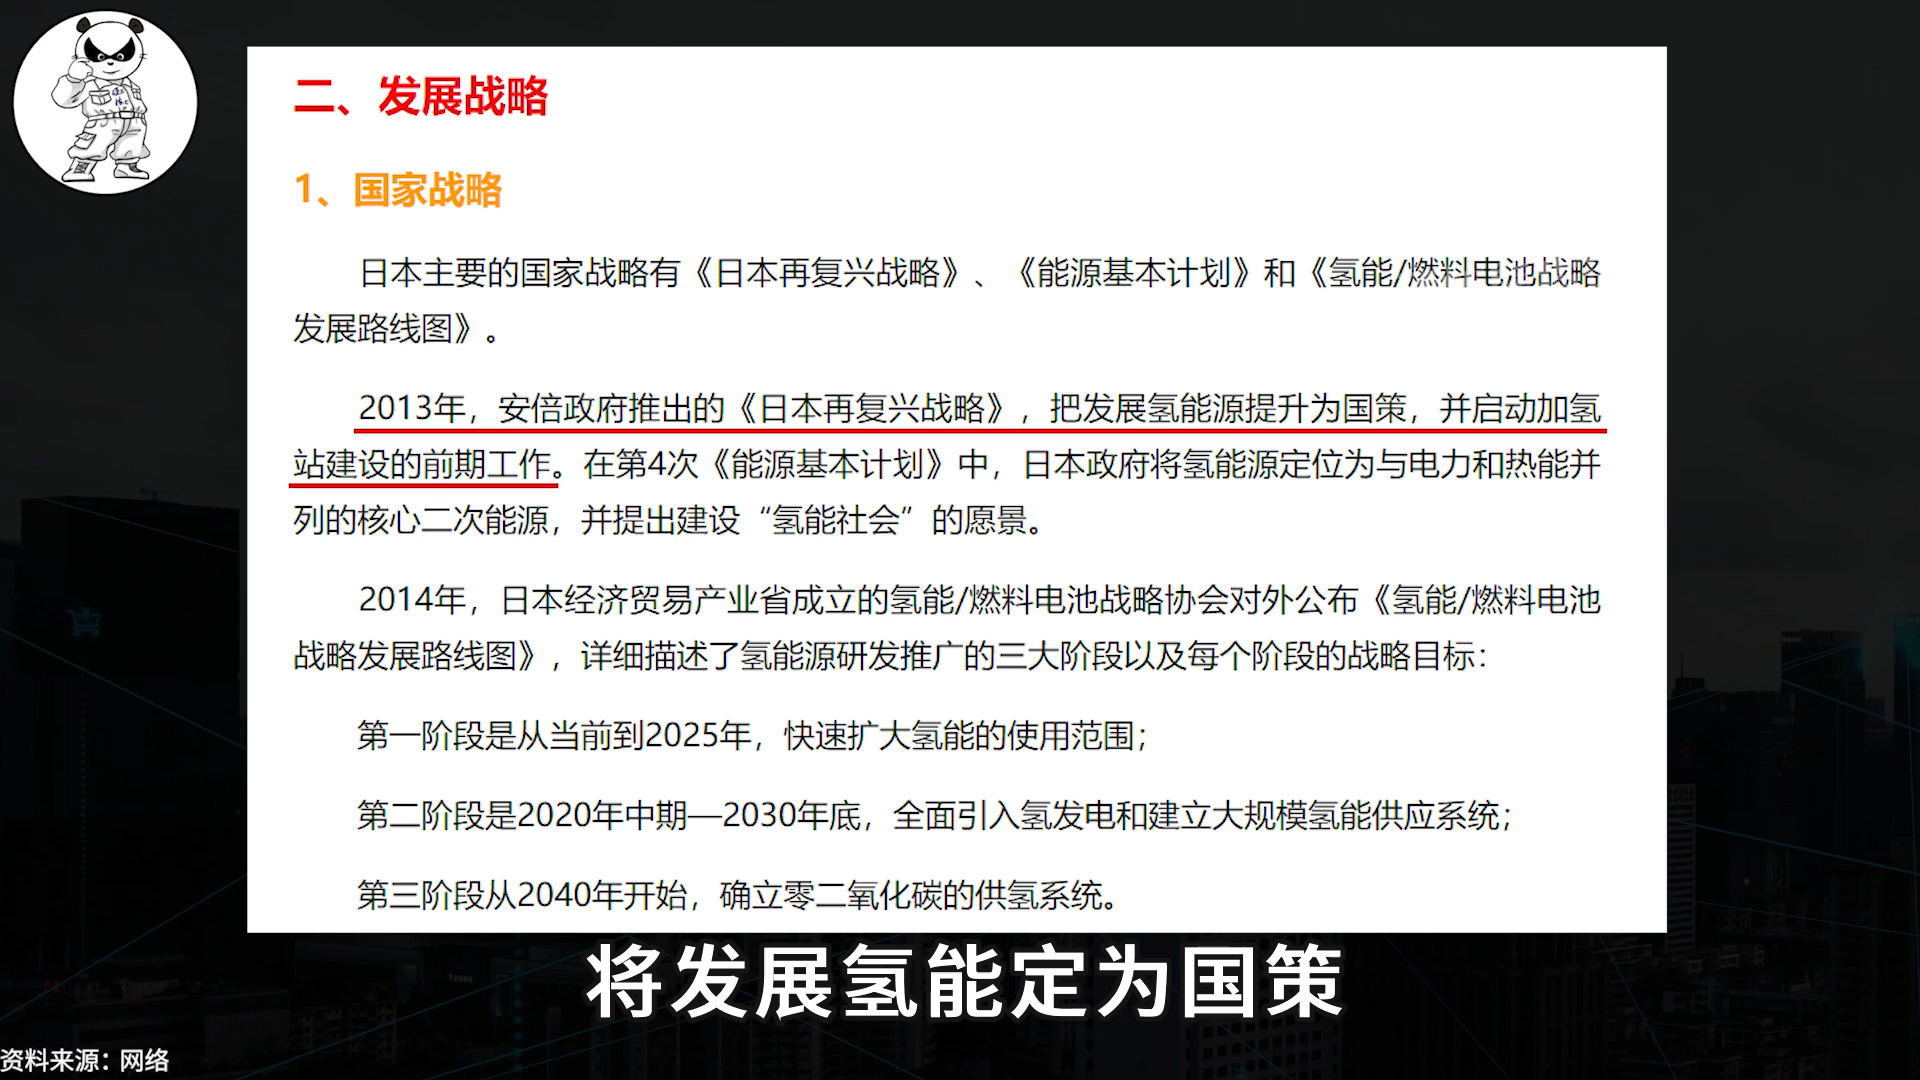 二、发展战略
1、国家战略
日本主要的国家战略有《日本再复兴战略》、《能源基本计划》和《氢能/燃料电池战略
发展路线图》。
2013年，安倍政府推出的《日本再复兴战略》，把发展氢能源提升为国策，并启动加氢
站建设的前期工作。在第4次《能源基本计划》中，日本政府将氢能源定位为与电力和热能并
列的核心二次能源，并提出建设“氢能社会”的愿景。
2014年，日本经济贸易产业省成立的氢能/燃料电池战略协会对外公布《氢能/燃料电池
战略发展路线图》，详细描述了氢能源研发推广的三大阶段以及每个阶段的战略目标：
第一阶段是从当前到2025年，快速扩大氢能的使用范围；
第二阶段是2020年中期—2030年底，全面引入氢发电和建立大规模氢能供应系统；
第三阶段从2040年开始，确立零二氧化碳的供氢系统。
将发展氢能定为国策
资料来源：网络